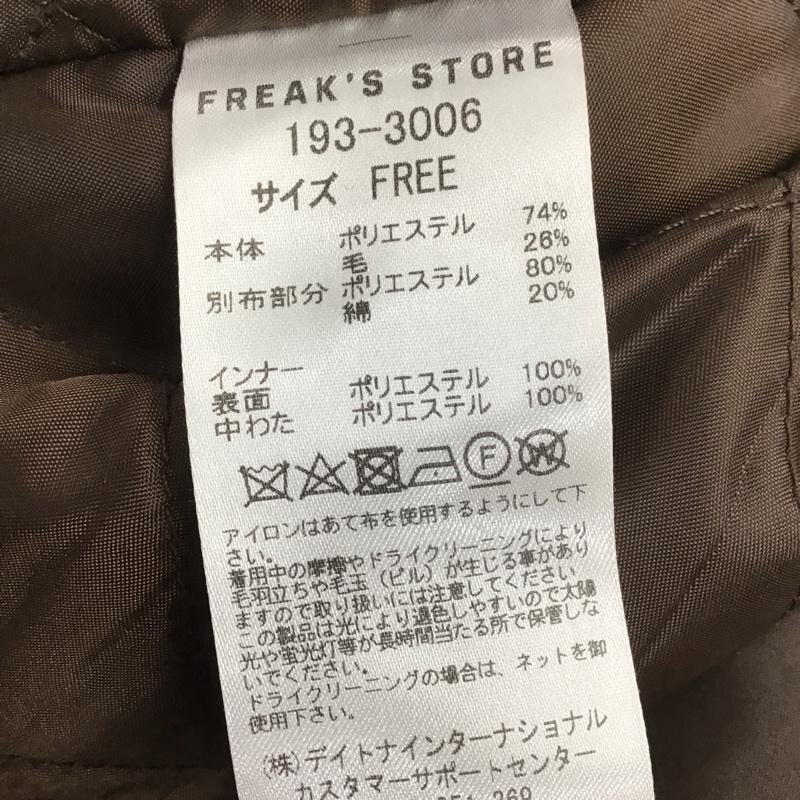 FREAK'S STORE
193-3006
サイズ FREE
本体 ポリエステル 74%
毛 26%
別布部分 ポリエステル 80%
綿 20%
インナー
表面 ポリエステル 100%
中わた ポリエステル 100%
F W
アイロンはあて布を使用するようにして下
さい。
着用中の摩擦やドライクリーニングにより
毛羽立ちや毛玉（ピル）が生じる事があり
ますので取り扱いには注意してください
この製品は光により退色しやすいので太陽
光や蛍光灯等が長時間当たる所で保管しな
いでください。
ドライクリーニングの場合は、ネットを御
使用下さい。
(株)デイトナインターナショナル
カスタマーサポートセンター